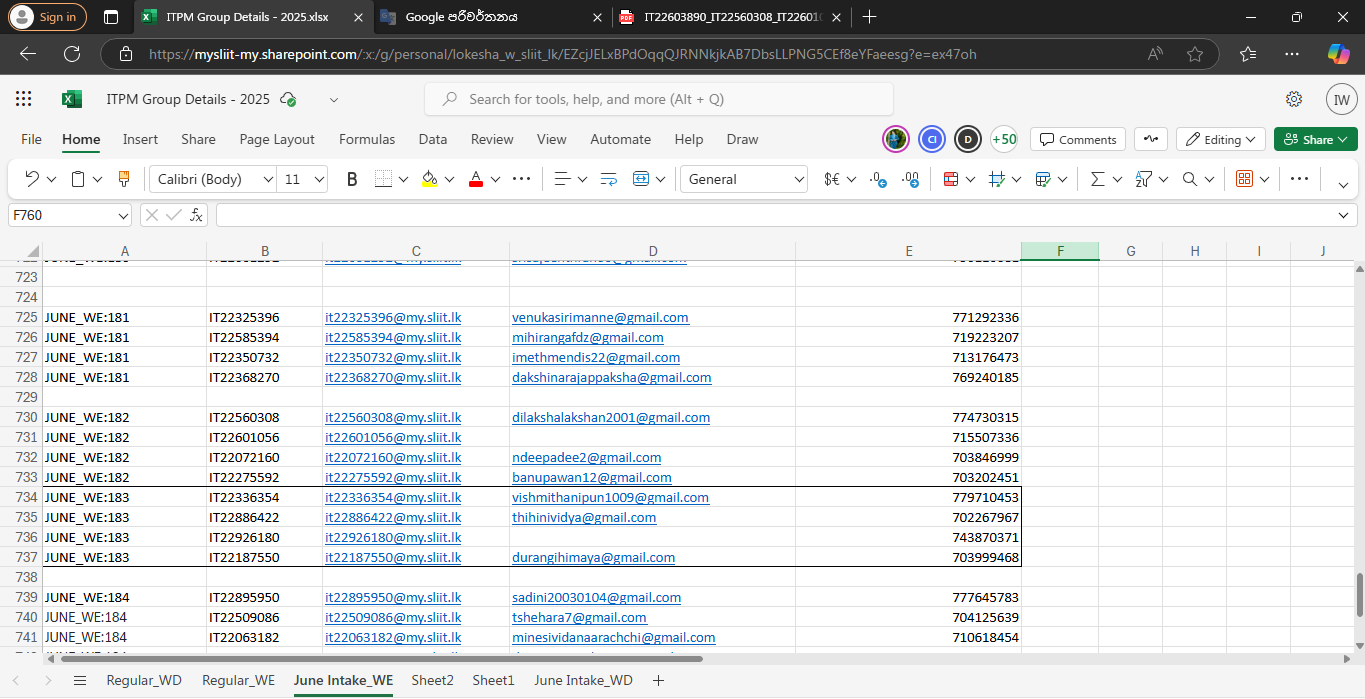 Sign in ITPM Group Details - 2025.xlsx Google පරිවර්තනය IT22603890_IT22560308_IT22601
https://mysliit-my.sharepoint.com/:x:/g/personal/lokesha_w_sliit_lk/EZcjJELxBPdOqqQJRNNkjkAB7DbsLLPNG5CEf8eYFaeesg?e=ex47oh
ITPM Group Details - 2025 Search for tools, help, and more (Alt + Q) IW
File Home Insert Share Page Layout Formulas Data Review View Automate Help Draw CI D +50 Comments Editing Share
Calibri (Body) 11 B A General $€
F760 fx
A B C D E F G H I J
723
724
725 JUNE_WE:181 IT22325396 it22325396@my.sliit.lk venukasirimanne@gmail.com 771292336
726 JUNE_WE:181 IT22585394 it22585394@my.sliit.lk mihirangafdz@gmail.com 719223207
727 JUNE_WE:181 IT22350732 it22350732@my.sliit.lk imethmendis22@gmail.com 713176473
728 JUNE_WE:181 IT22368270 it22368270@my.sliit.lk dakshinarajappaksha@gmail.com 769240185
729
730 JUNE_WE:182 IT22560308 it22560308@my.sliit.lk dilakshalakshan2001@gmail.com 774730315
731 JUNE_WE:182 IT22601056 it22601056@my.sliit.lk 715507336
732 JUNE_WE:182 IT22072160 it22072160@my.sliit.lk ndeepadee2@gmail.com 703846999
733 JUNE_WE:182 IT22275592 it22275592@my.sliit.lk banupawan12@gmail.com 703202451
734 JUNE_WE:183 IT22336354 it22336354@my.sliit.lk vishmithanipun1009@gmail.com 779710453
735 JUNE_WE:183 IT22886422 it22886422@my.sliit.lk thihinividya@gmail.com 702267967
736 JUNE_WE:183 IT22926180 it22926180@my.sliit.lk 743870371
737 JUNE_WE:183 IT22187550 it22187550@my.sliit.lk durangihimaya@gmail.com 703999468
738
739 JUNE_WE:184 IT22895950 it22895950@my.sliit.lk sadini20030104@gmail.com 777645783
740 JUNE_WE:184 IT22509086 it22509086@my.sliit.lk tshehara7@gmail.com 704125639
741 JUNE_WE:184 IT22063182 it22063182@my.sliit.lk minesividanaarachchi@gmail.com 710618454
Regular_WD Regular_WE June Intake_WE Sheet2 Sheet1 June Intake_WD